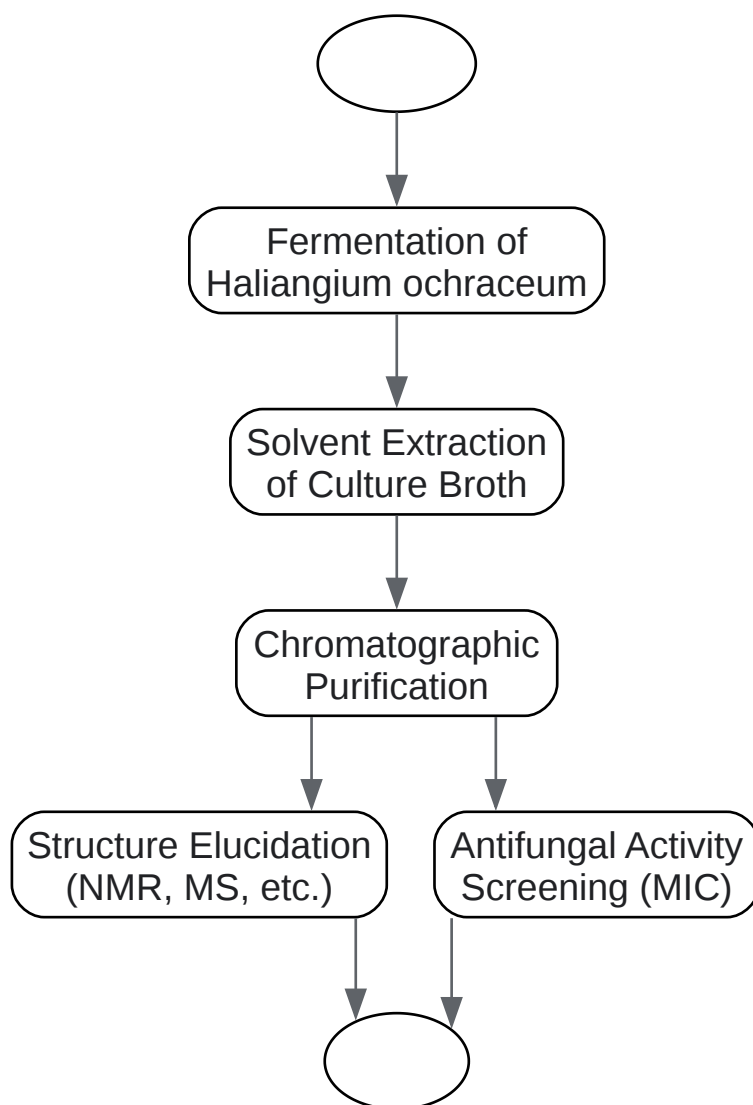 Fermentation of
Haliangium ochraceum
Solvent Extraction
of Culture Broth
Chromatographic
Purification
Structure Elucidation
(NMR, MS, etc.)
Antifungal Activity
Screening (MIC)